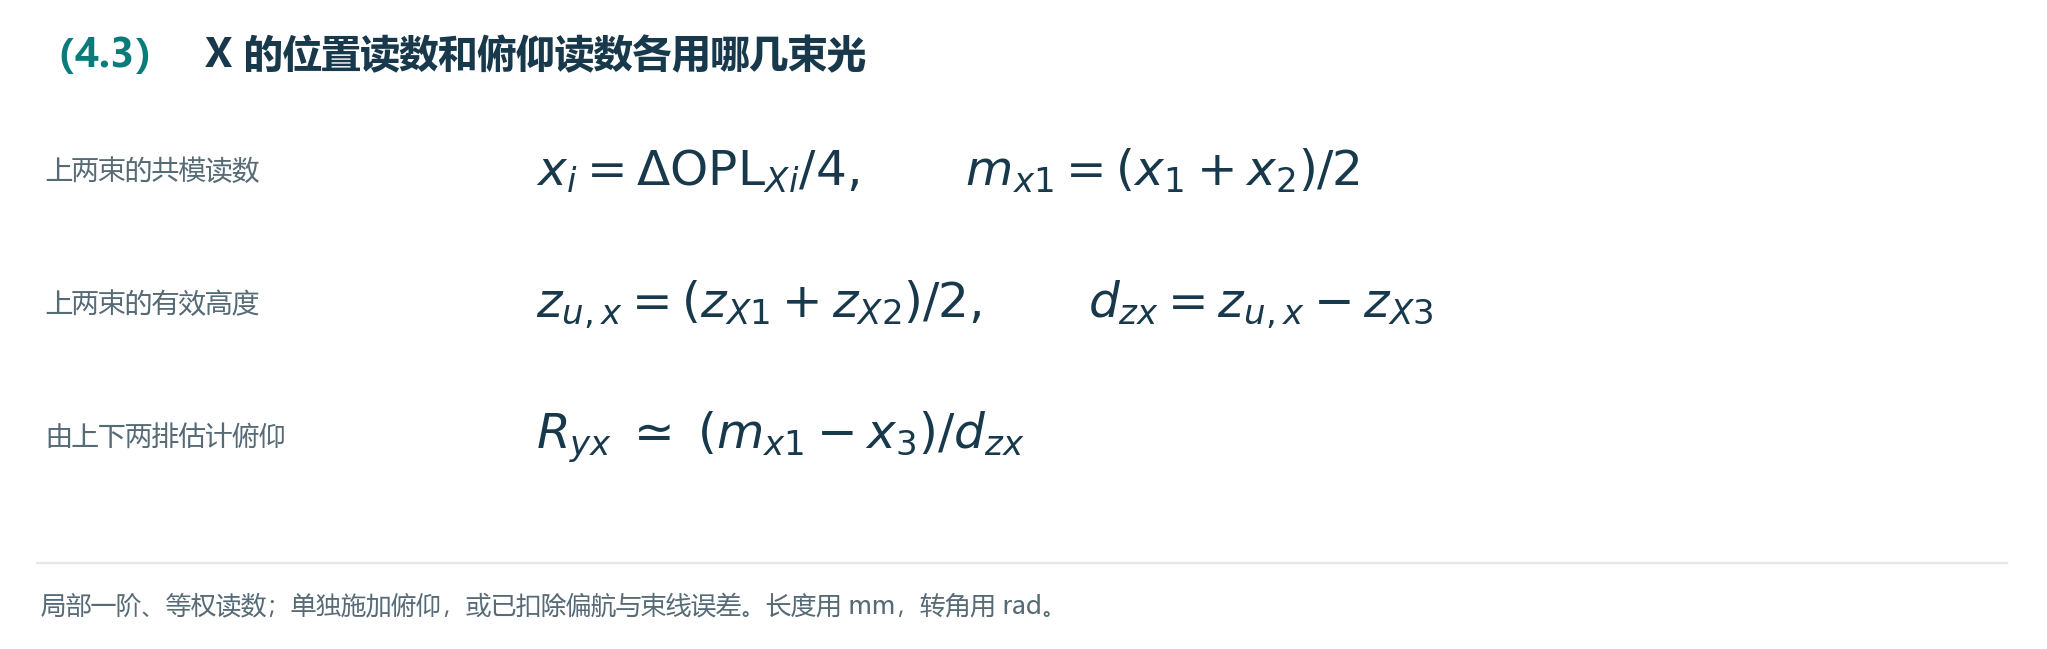 (4.3) X 的位置读数和俯仰读数各用哪几束光
上两束的共模读数 x_i = ΔOPL_{Xi}/4, m_{x1} = (x_1 + x_2)/2
上两束的有效高度 z_{u,x} = (z_{X1} + z_{X2})/2, d_{zx} = z_{u,x} − z_{X3}
由上下两排估计俯仰 R_{yx} ≃ (m_{x1} − x_3)/d_{zx}
局部一阶、等权读数；单独施加俯仰，或已扣除偏航与束线误差。长度用 mm，转角用 rad。